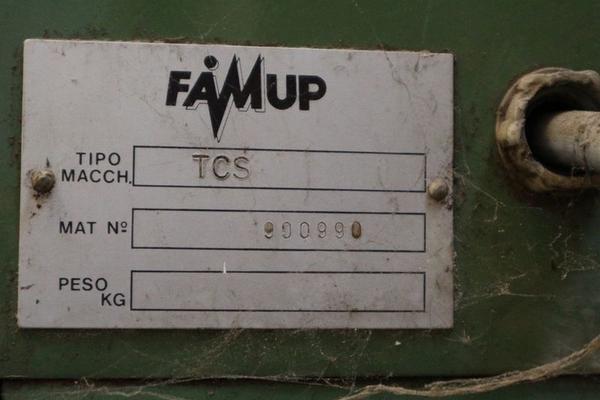 FAMUP
TIPO MACCH. TCS
MAT Nº 900990
PESO KG